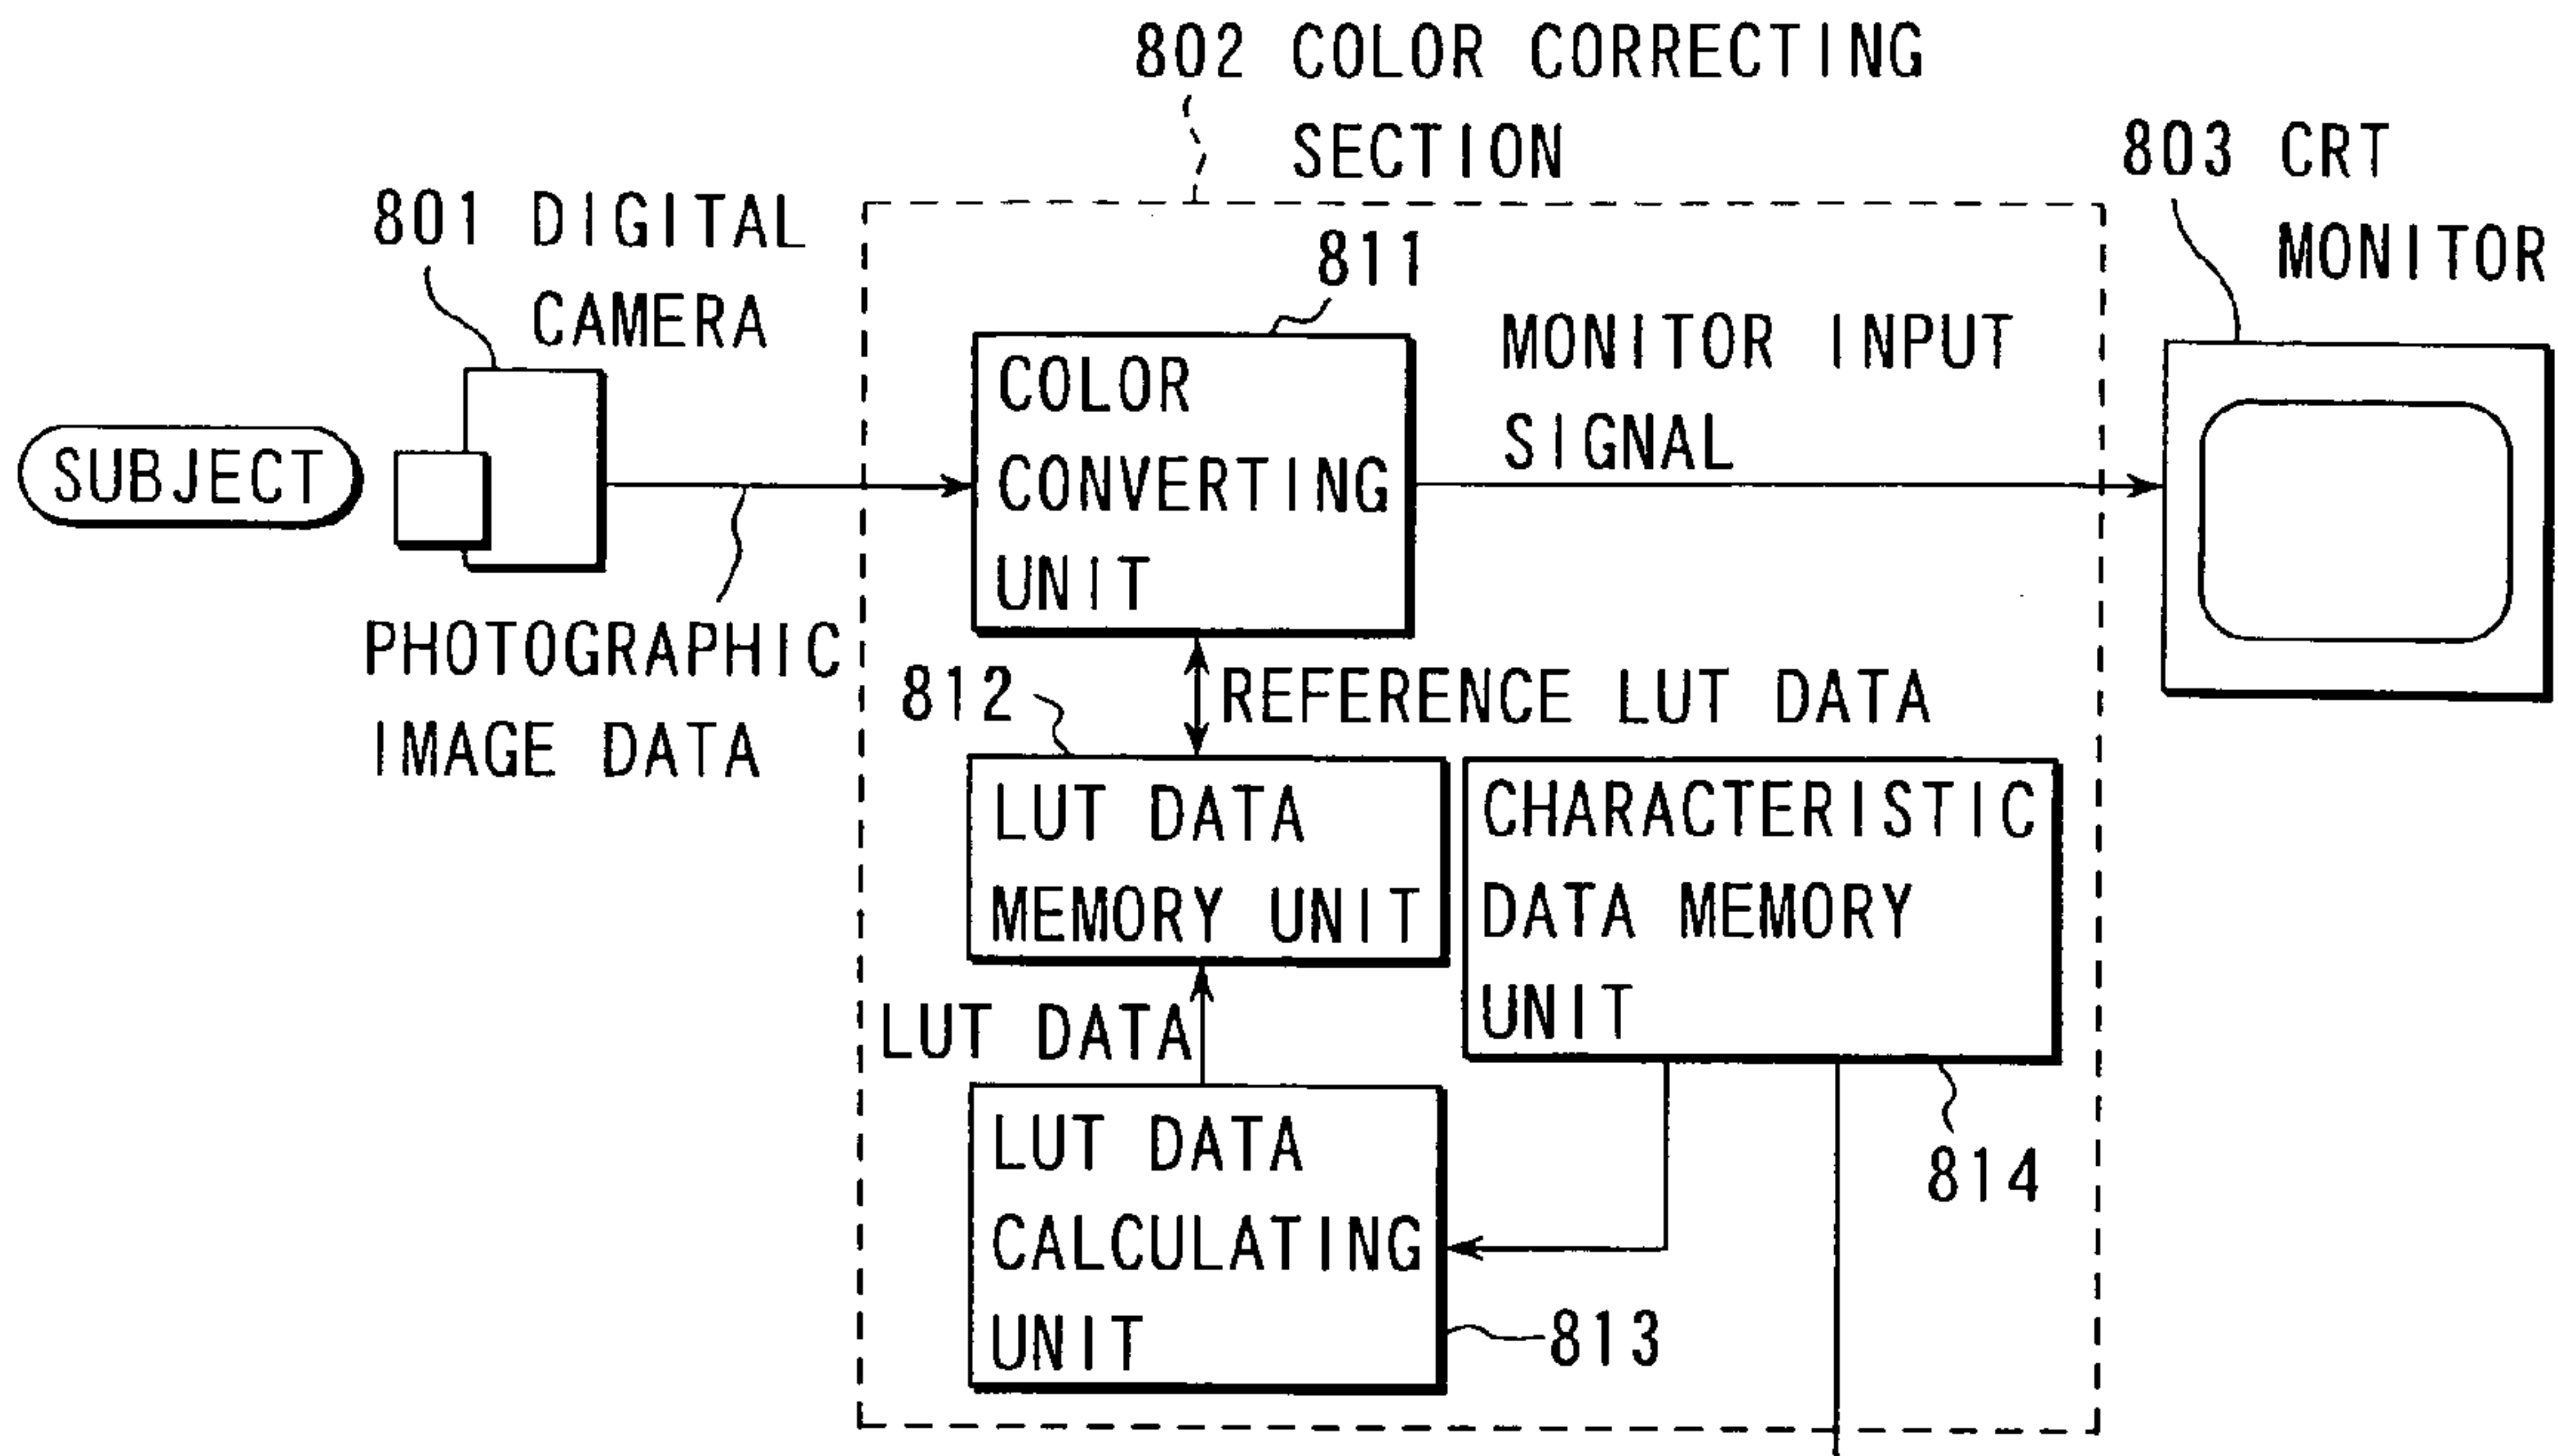 802 COLOR CORRECTING
SECTION
803 CRT
MONITOR
801 DIGITAL
CAMERA
811
MONITOR INPUT
SIGNAL
SUBJECT
COLOR
CONVERTING
UNIT
PHOTOGRAPHIC
IMAGE DATA
812
REFERENCE LUT DATA
LUT DATA
MEMORY UNIT
CHARACTERISTIC
DATA MEMORY
UNIT
LUT DATA
814
LUT DATA
CALCULATING
UNIT
813